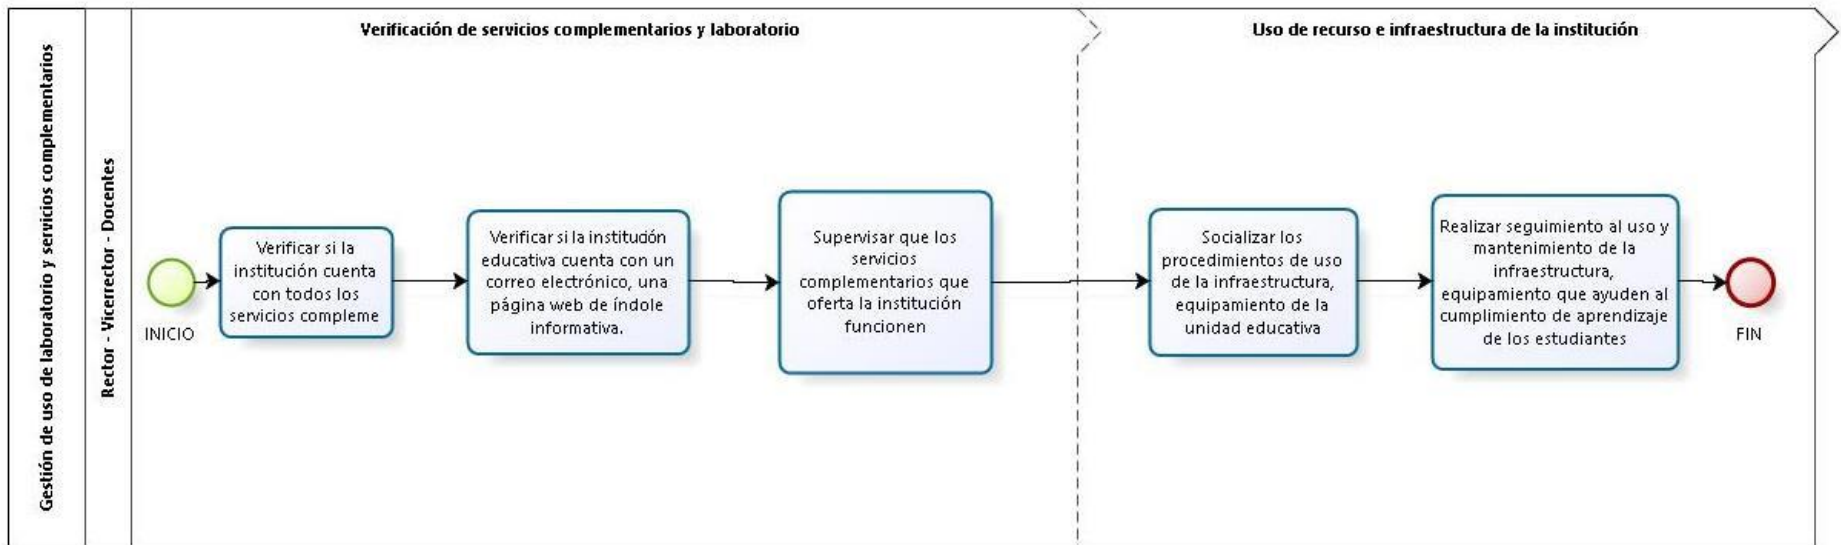 Gestión de uso de laboratorio y servicios complementarios
Rector - Vicerrector - Docentes
Verificación de servicios complementarios y laboratorio
Uso de recurso e infraestructura de la institución
INICIO
Verificar si la
institución cuenta
con todos los
servicios compleme
Verificar si la institución
educativa cuenta con un
correo electrónico, una
página web de índole
informativa.
Supervisar que los
servicios
complementarios que
oferta la institución
funcionen
Socializar los
procedimientos de uso
de la infraestructura,
equipamiento de la
unidad educativa
Realizar seguimiento al uso y
mantenimiento de la
infraestructura,
equipamiento que ayuden al
cumplimiento de aprendizaje
de los estudiantes
FIN